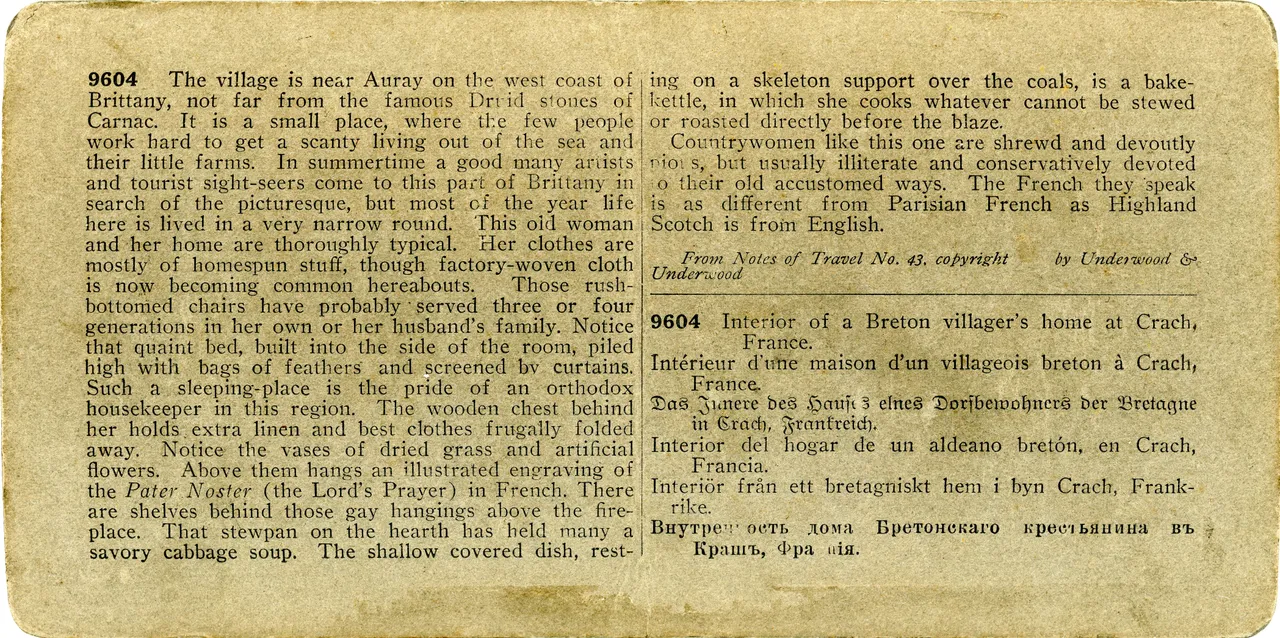 9604 The village is near Auray on the west coast of
Brittany, not far from the famous Druid stones of
Carnac. It is a small place, where the few people
work hard to get a scanty living out of the sea and
their little farms. In summertime a good many artists
and tourist sight-seers come to this part of Brittany in
search of the picturesque, but most of the year life
here is lived in a very narrow round. This old woman
and her home are thoroughly typical. Her clothes are
mostly of homespun stuff, though factory-woven cloth
is now becoming common hereabouts. Those rush-
bottomed chairs have probably served three or four
generations in her own or her husband's family. Notice
that quaint bed, built into the side of the room, piled
high with bags of feathers and screened by curtains.
Such a sleeping-place is the pride of an orthodox
housekeeper in this region. The wooden chest behind
her holds extra linen and best clothes frugally folded
away. Notice the vases of dried grass and artificial
flowers. Above them hangs an illustrated engraving of
the Pater Noster (the Lord's Prayer) in French. There
are shelves behind those gay hangings above the fire-
place. That stewpan on the hearth has held many a
savory cabbage soup. The shallow covered dish, rest-
ing on a skeleton support over the coals, is a bake-
kettle, in which she cooks whatever cannot be stewed
or roasted directly before the blaze.
Countrywomen like this one are shrewd and devoutly
pious, but usually illiterate and conservatively devoted
to their old accustomed ways. The French they speak
is as different from Parisian French as Highland
Scotch is from English.
From Notes of Travel No. 43, copyright by Underwood &
Underwood
9604 Interior of a Breton villager's home at Crach,
France.
Intérieur d'une maison d'un villageois breton à Crach,
France.
Das Innere des Hauses eines Dorfbewohners der Bretagne
in Crach, Frankreich.
Interior del hogar de un aldeano bretón, en Crach,
Francia.
Interiör från ett bretagniskt hem i byn Crach, Frank-
rike.
Внутренность дома Бретонскаго крестьянина въ
Крашъ, Франція.